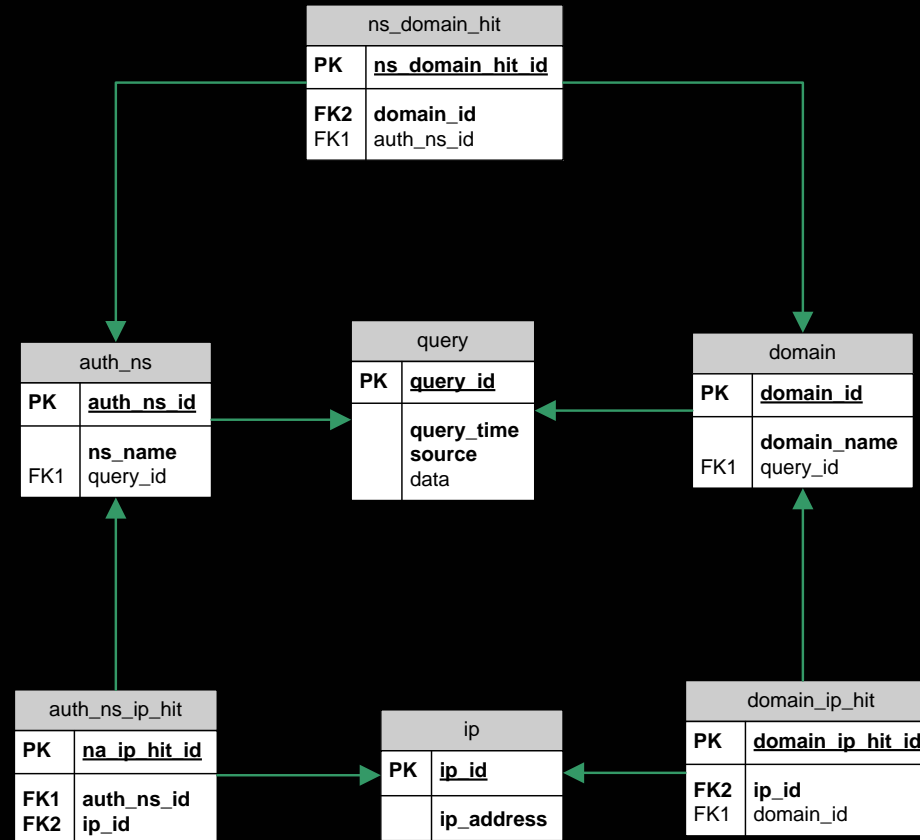 ns_domain_hit
PK ns_domain_hit_id
FK2 domain_id
FK1 auth_ns_id
auth_ns
PK auth_ns_id
ns_name
FK1 query_id
query
PK query_id
query_time
source
data
domain
PK domain_id
domain_name
FK1 query_id
auth_ns_ip_hit
PK na_ip_hit_id
FK1 auth_ns_id
FK2 ip_id
ip
PK ip_id
ip_address
domain_ip_hit
PK domain_ip_hit_id
FK2 ip_id
FK1 domain_id